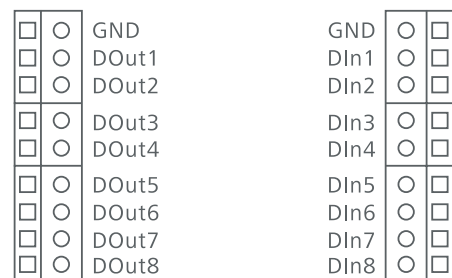 GND
DOut1
DOut2
DOut3
DOut4
DOut5
DOut6
DOut7
DOut8
GND
DIn1
DIn2
DIn3
DIn4
DIn5
DIn6
DIn7
DIn8